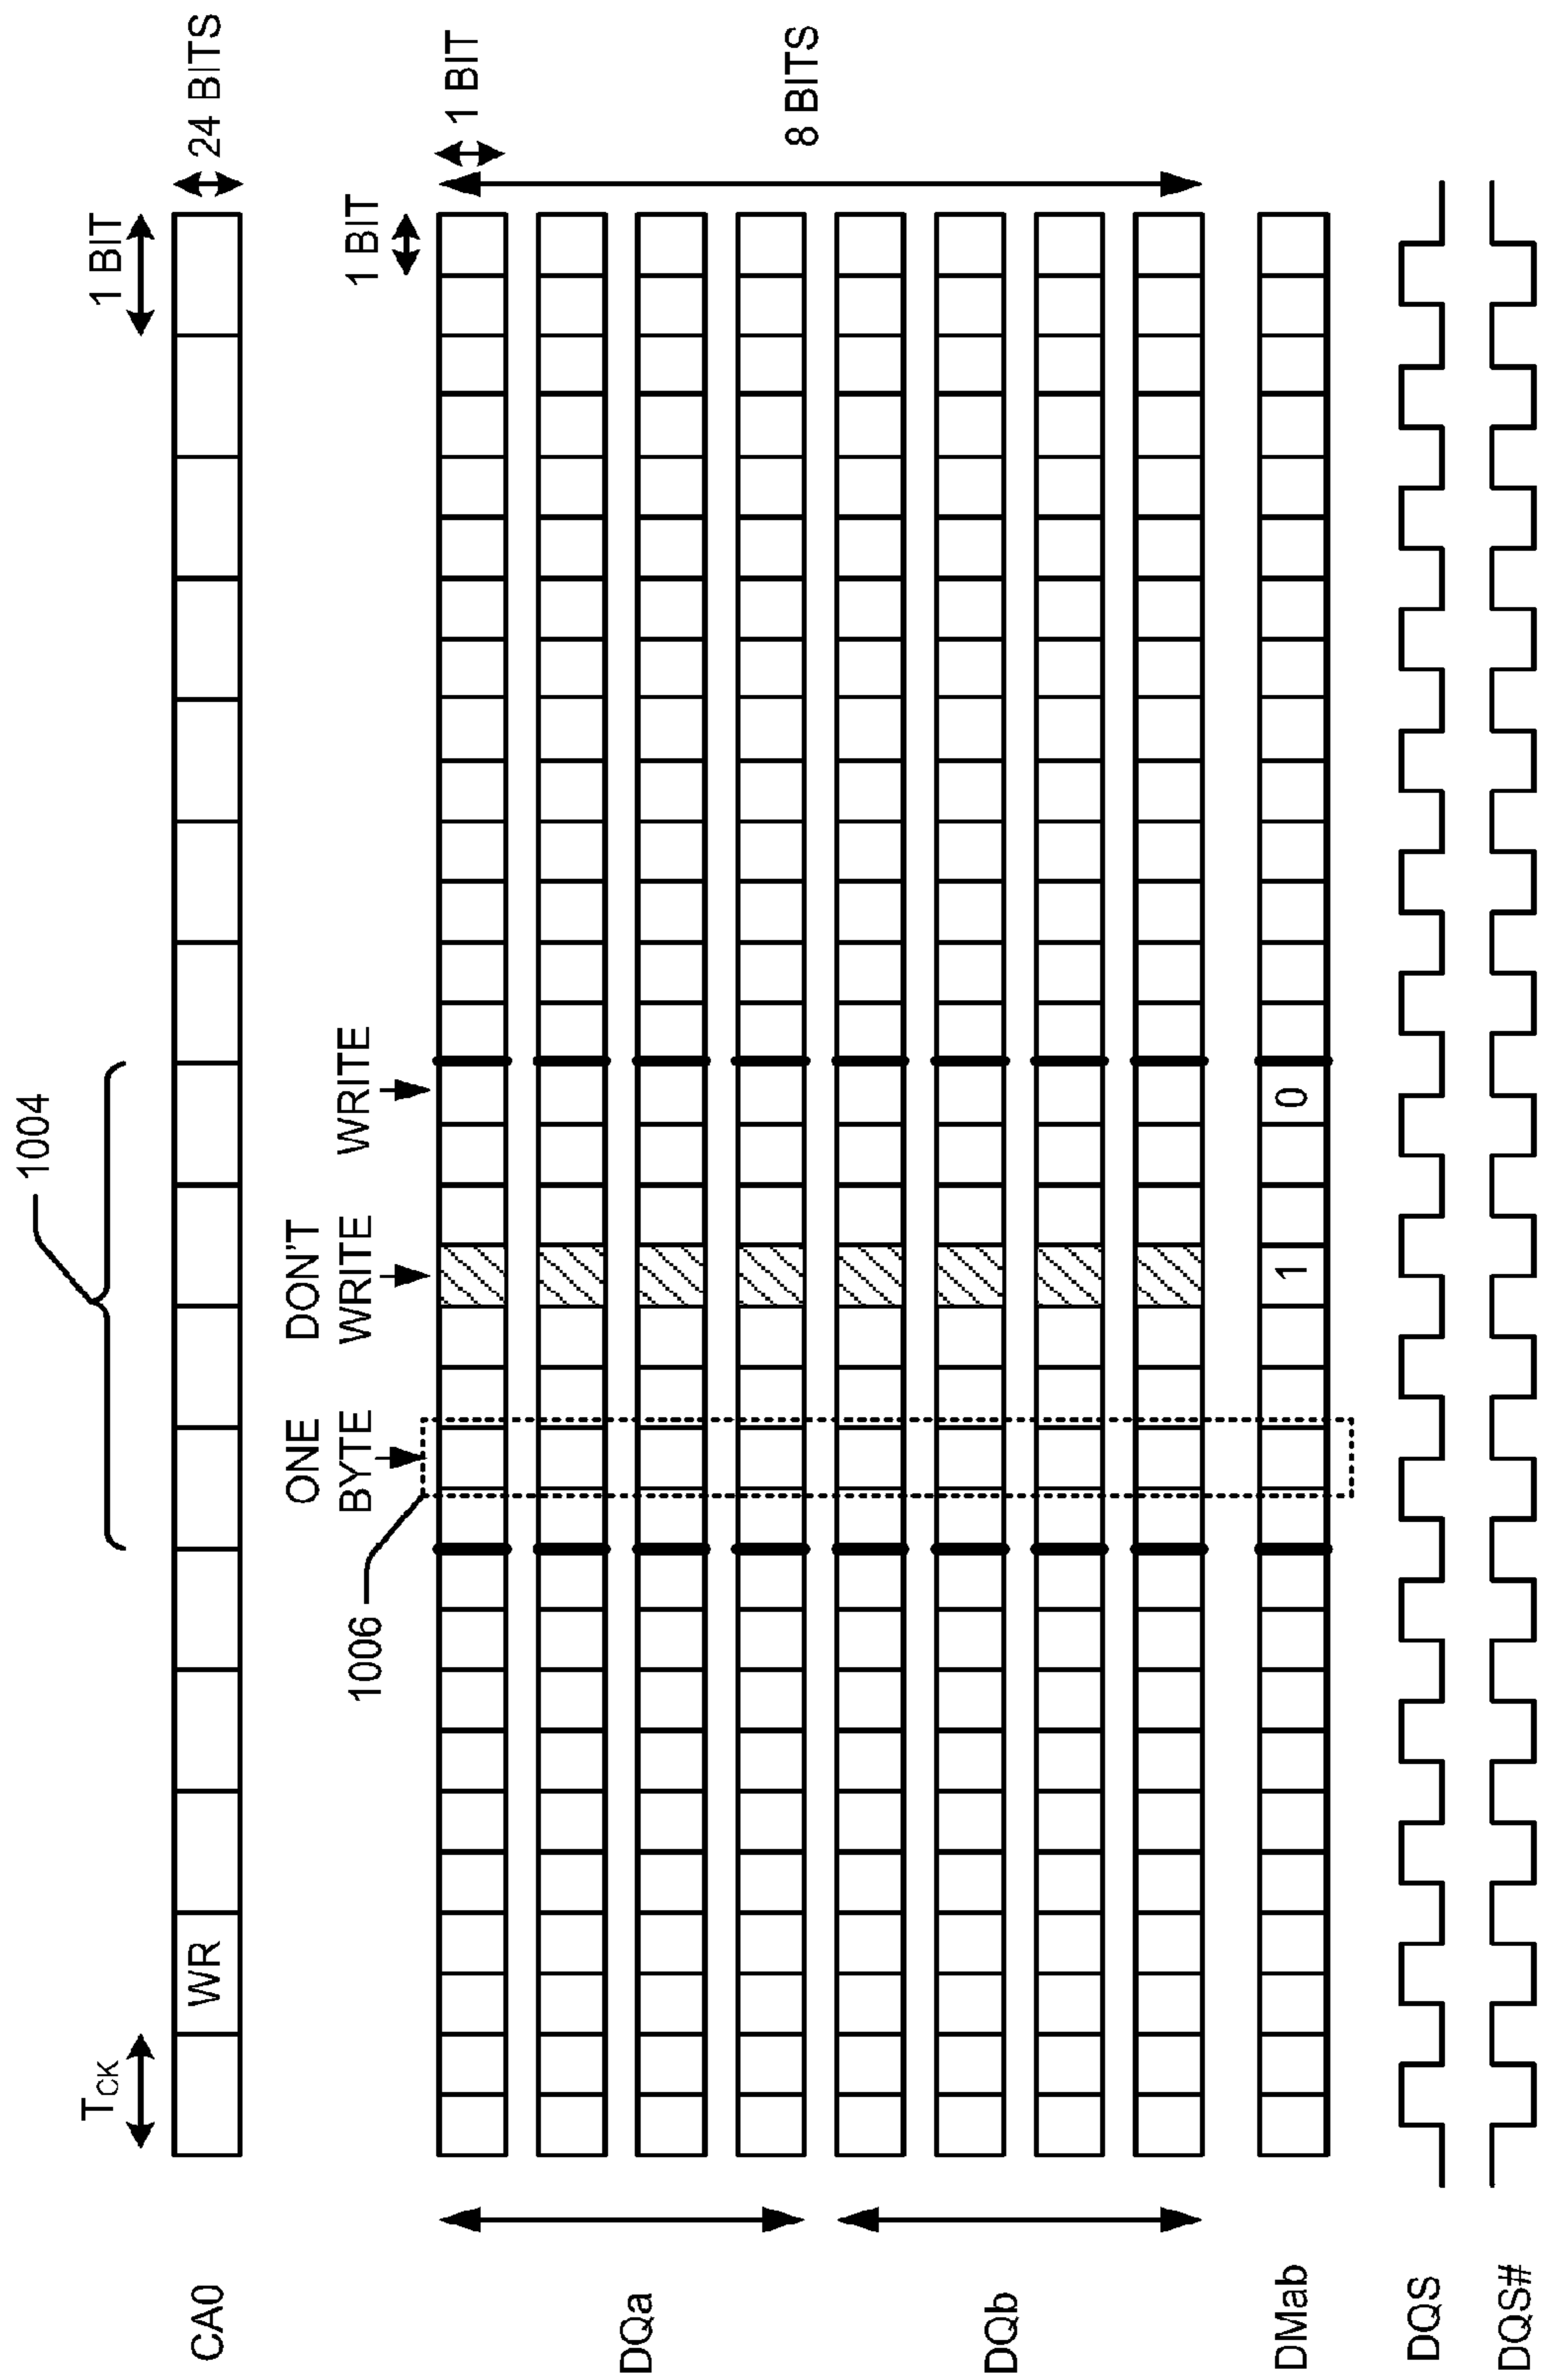 1004
T_CK
1 BIT
CA0
WR
24 BITS
1006
ONE
BYTE
DON'T
WRITE
WRITE
1 BIT
1 BIT
DQa
8 BITS
DQb
DMab
1
0
DQS
DQS#